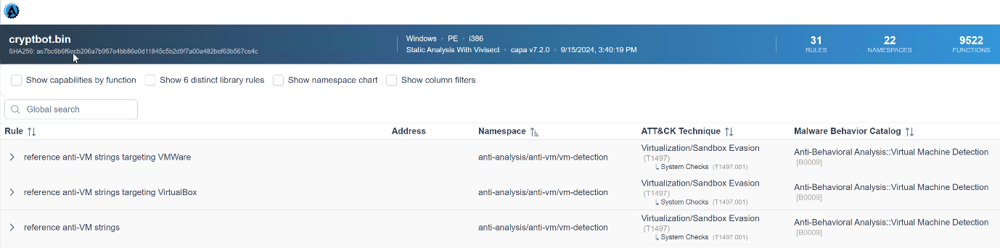 cryptbot.bin
SHA256: ae7bc6b6f6ecb206a7b957e4bb86e0d11845c5b2d9f7a00a482bef63b567ce4c
Windows • PE • i386
Static Analysis With Vivisect • capa v7.2.0 • 9/15/2024, 3:40:19 PM
31
RULES
22
NAMESPACES
9522
FUNCTIONS
Show capabilities by function
Show 6 distinct library rules
Show namespace chart
Show column filters
Global search
Rule Address Namespace ATT&CK Technique Malware Behavior Catalog
reference anti-VM strings targeting VMWare
anti-analysis/anti-vm/vm-detection
Virtualization/Sandbox Evasion
(T1497)
↳ System Checks (T1497.001)
Anti-Behavioral Analysis::Virtual Machine Detection
[B0009]
reference anti-VM strings targeting VirtualBox
anti-analysis/anti-vm/vm-detection
Virtualization/Sandbox Evasion
(T1497)
↳ System Checks (T1497.001)
Anti-Behavioral Analysis::Virtual Machine Detection
[B0009]
reference anti-VM strings
anti-analysis/anti-vm/vm-detection
Virtualization/Sandbox Evasion
(T1497)
↳ System Checks (T1497.001)
Anti-Behavioral Analysis::Virtual Machine Detection
[B0009]